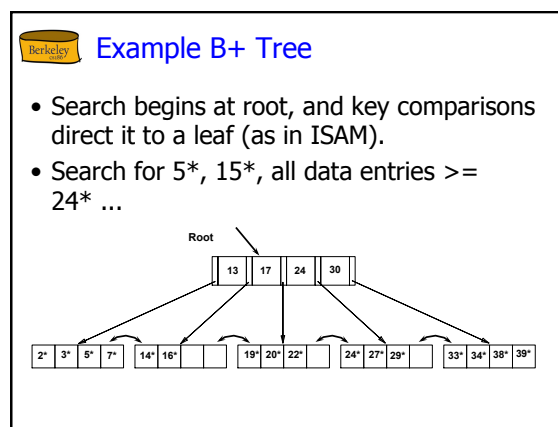 Berkeley
Example B+ Tree
• Search begins at root, and key comparisons
direct it to a leaf (as in ISAM).
• Search for 5*, 15*, all data entries >=
24* ...
Root
13 17 24 30
2* 3* 5* 7* 14* 16* 19* 20* 22* 24* 27* 29* 33* 34* 38* 39*